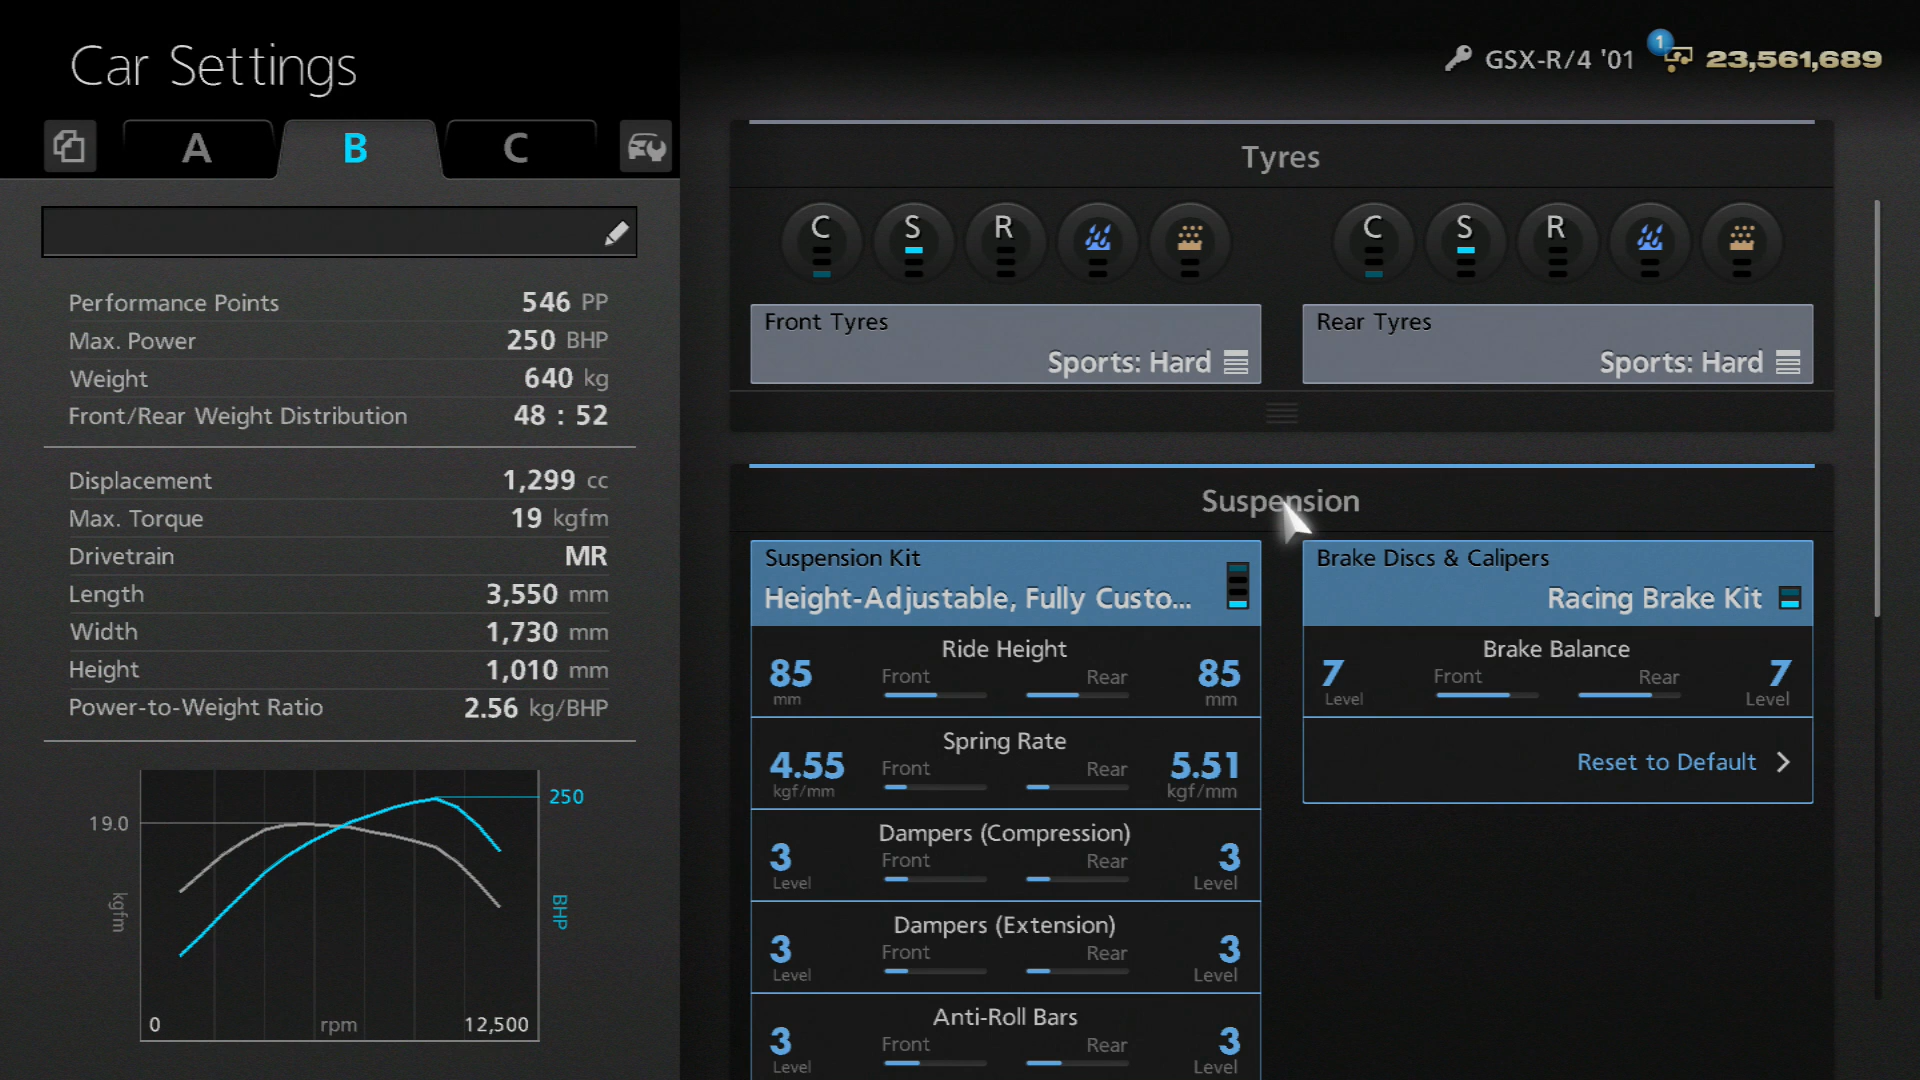 Car Settings
GSX-R/4 '01
1
23,561,689
A
B
C
Performance Points 546 PP
Max. Power 250 BHP
Weight 640 kg
Front/Rear Weight Distribution 48 : 52
Displacement 1,299 cc
Max. Torque 19 kgfm
Drivetrain MR
Length 3,550 mm
Width 1,730 mm
Height 1,010 mm
Power-to-Weight Ratio 2.56 kg/BHP
250
19.0
kgfm
BHP
0 rpm 12,500
Tyres
C S R
C S R
Front Tyres
Sports: Hard
Rear Tyres
Sports: Hard
Suspension
Suspension Kit
Height-Adjustable, Fully Custo...
Ride Height
85 mm Front Rear 85 mm
Spring Rate
4.55 kgf/mm Front Rear 5.51 kgf/mm
Dampers (Compression)
3 Level Front Rear 3 Level
Dampers (Extension)
3 Level Front Rear 3 Level
Anti-Roll Bars
3 Level Front Rear 3 Level
Brake Discs & Calipers
Racing Brake Kit
Brake Balance
7 Level Front Rear 7 Level
Reset to Default